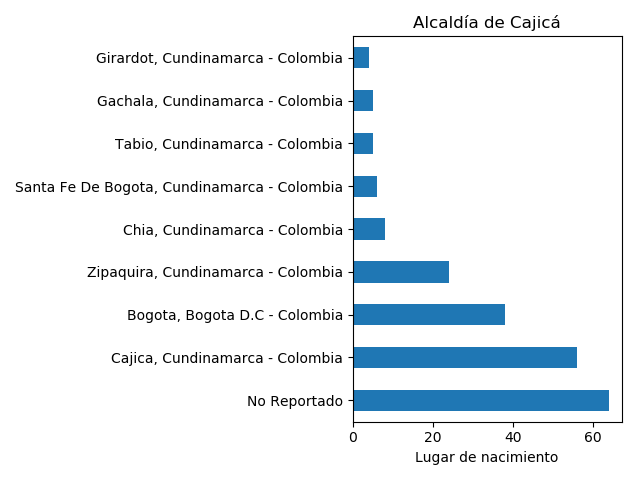 Alcaldía de Cajicá
Girardot, Cundinamarca - Colombia
Gachala, Cundinamarca - Colombia
Tabio, Cundinamarca - Colombia
Santa Fe De Bogota, Cundinamarca - Colombia
Chia, Cundinamarca - Colombia
Zipaquira, Cundinamarca - Colombia
Bogota, Bogota D.C - Colombia
Cajica, Cundinamarca - Colombia
No Reportado
0 20 40 60
Lugar de nacimiento